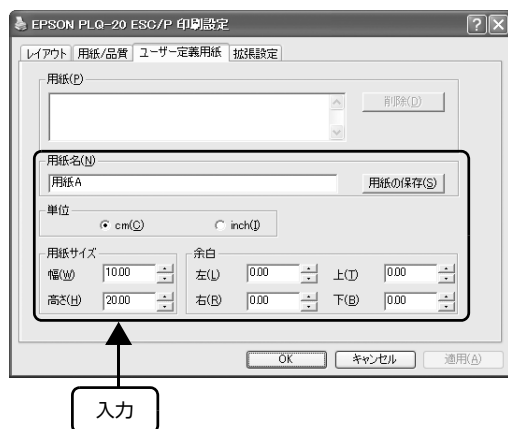 EPSON PLQ-20 ESC/P 印刷設定
レイアウト 用紙/品質 ユーザー定義用紙 拡張設定
用紙(P)
削除(D)
用紙名(N)
用紙A 用紙の保存(S)
単位
cm(C) inch(I)
用紙サイズ 余白
幅(W) 10.00 左(L) 0.00 上(T) 0.00
高さ(H) 20.00 右(R) 0.00 下(B) 0.00
OK キャンセル 適用(A)
入力